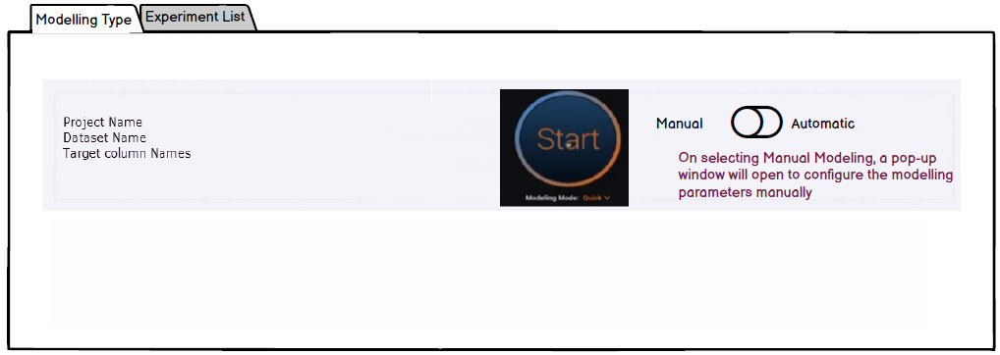 Modelling Type
Experiment List
Project Name
Dataset Name
Target column Names
Start
Modeling Mode: Quick
Manual
Automatic
On selecting Manual Modeling, a pop-up
window will open to configure the modelling
parameters manually